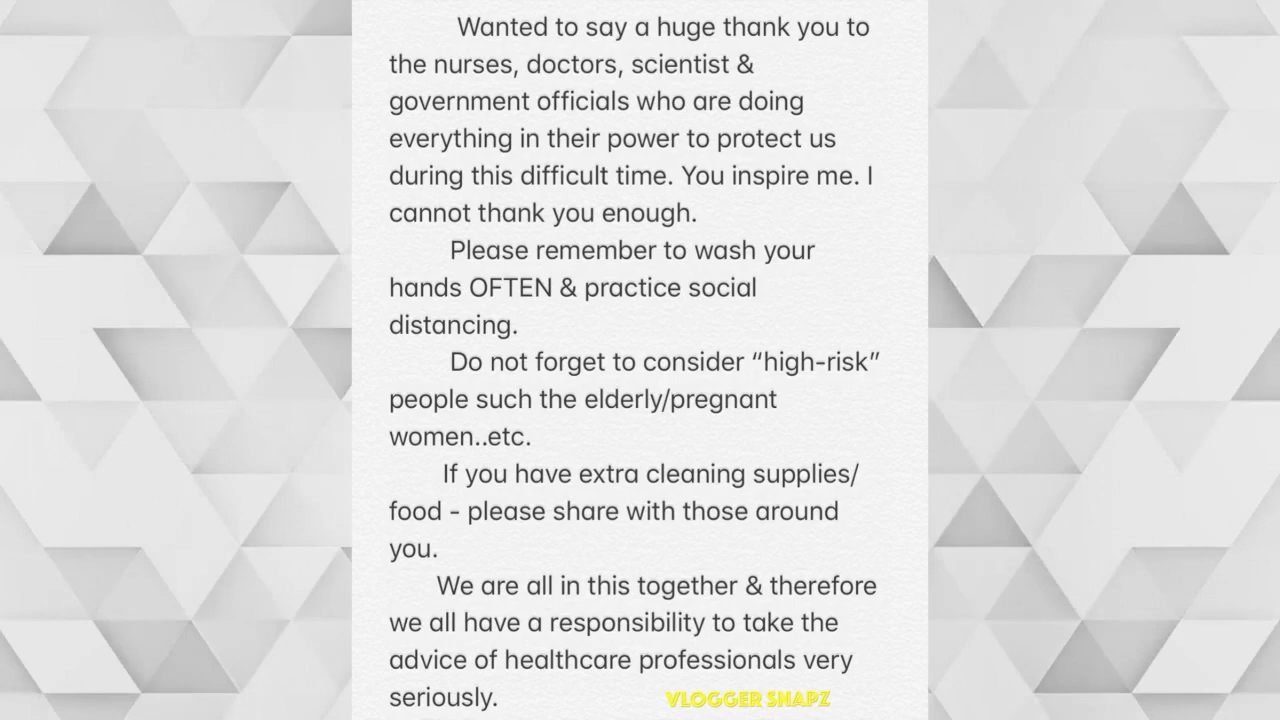 Wanted to say a huge thank you to
the nurses, doctors, scientist &
government officials who are doing
everything in their power to protect us
during this difficult time. You inspire me. I
cannot thank you enough.
Please remember to wash your
hands OFTEN & practice social
distancing.
Do not forget to consider “high-risk”
people such the elderly/pregnant
women..etc.
If you have extra cleaning supplies/
food - please share with those around
you.
We are all in this together & therefore
we all have a responsibility to take the
advice of healthcare professionals very
seriously.
VLOGGER SNAPZ